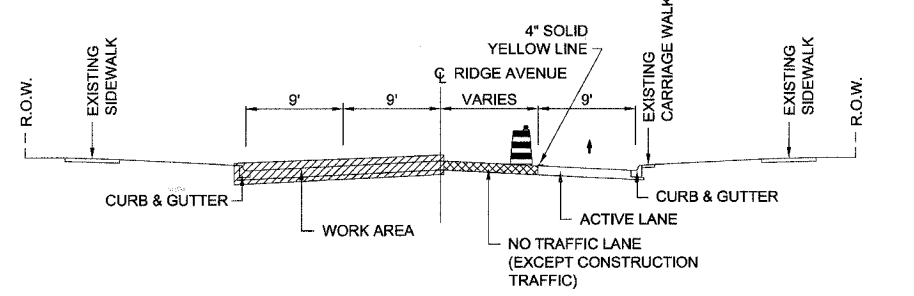 4" SOLID
YELLOW LINE
℄ RIDGE AVENUE
R.O.W.
EXISTING
SIDEWALK
9'
9'
VARIES
9'
EXISTING
CARRIAGE WALK
EXISTING
SIDEWALK
R.O.W.
CURB & GUTTER
WORK AREA
NO TRAFFIC LANE
(EXCEPT CONSTRUCTION
TRAFFIC)
ACTIVE LANE
CURB & GUTTER